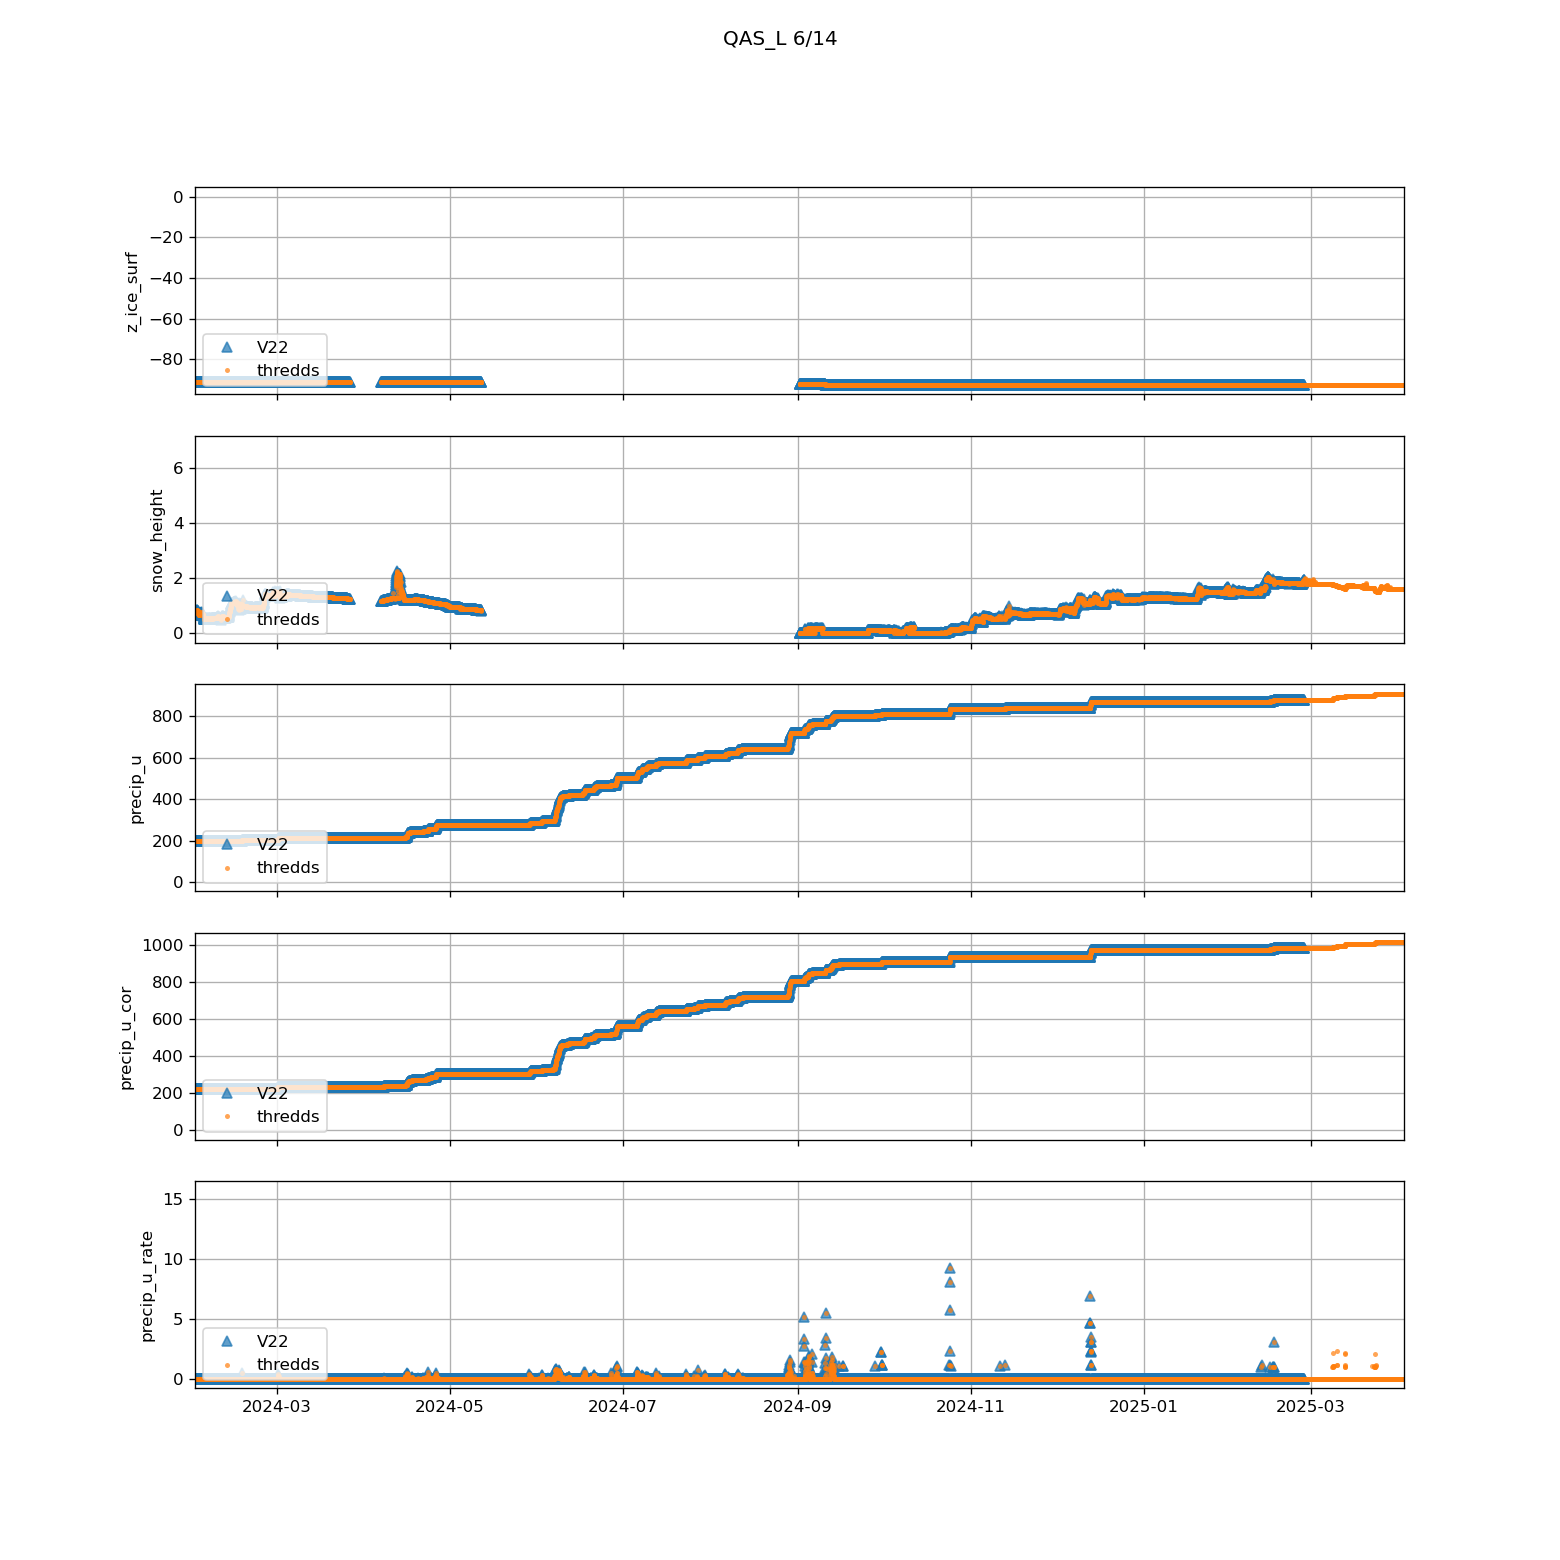 QAS_L 6/14
z_ice_surf
0
−20
−40
−60
−80
V22
thredds
snow_height
6
4
2
0
V22
thredds
precip_u
800
600
400
200
0
V22
thredds
precip_u_cor
1000
800
600
400
200
0
V22
thredds
precip_u_rate
15
10
5
0
V22
thredds
2024-03 2024-05 2024-07 2024-09 2024-11 2025-01 2025-03